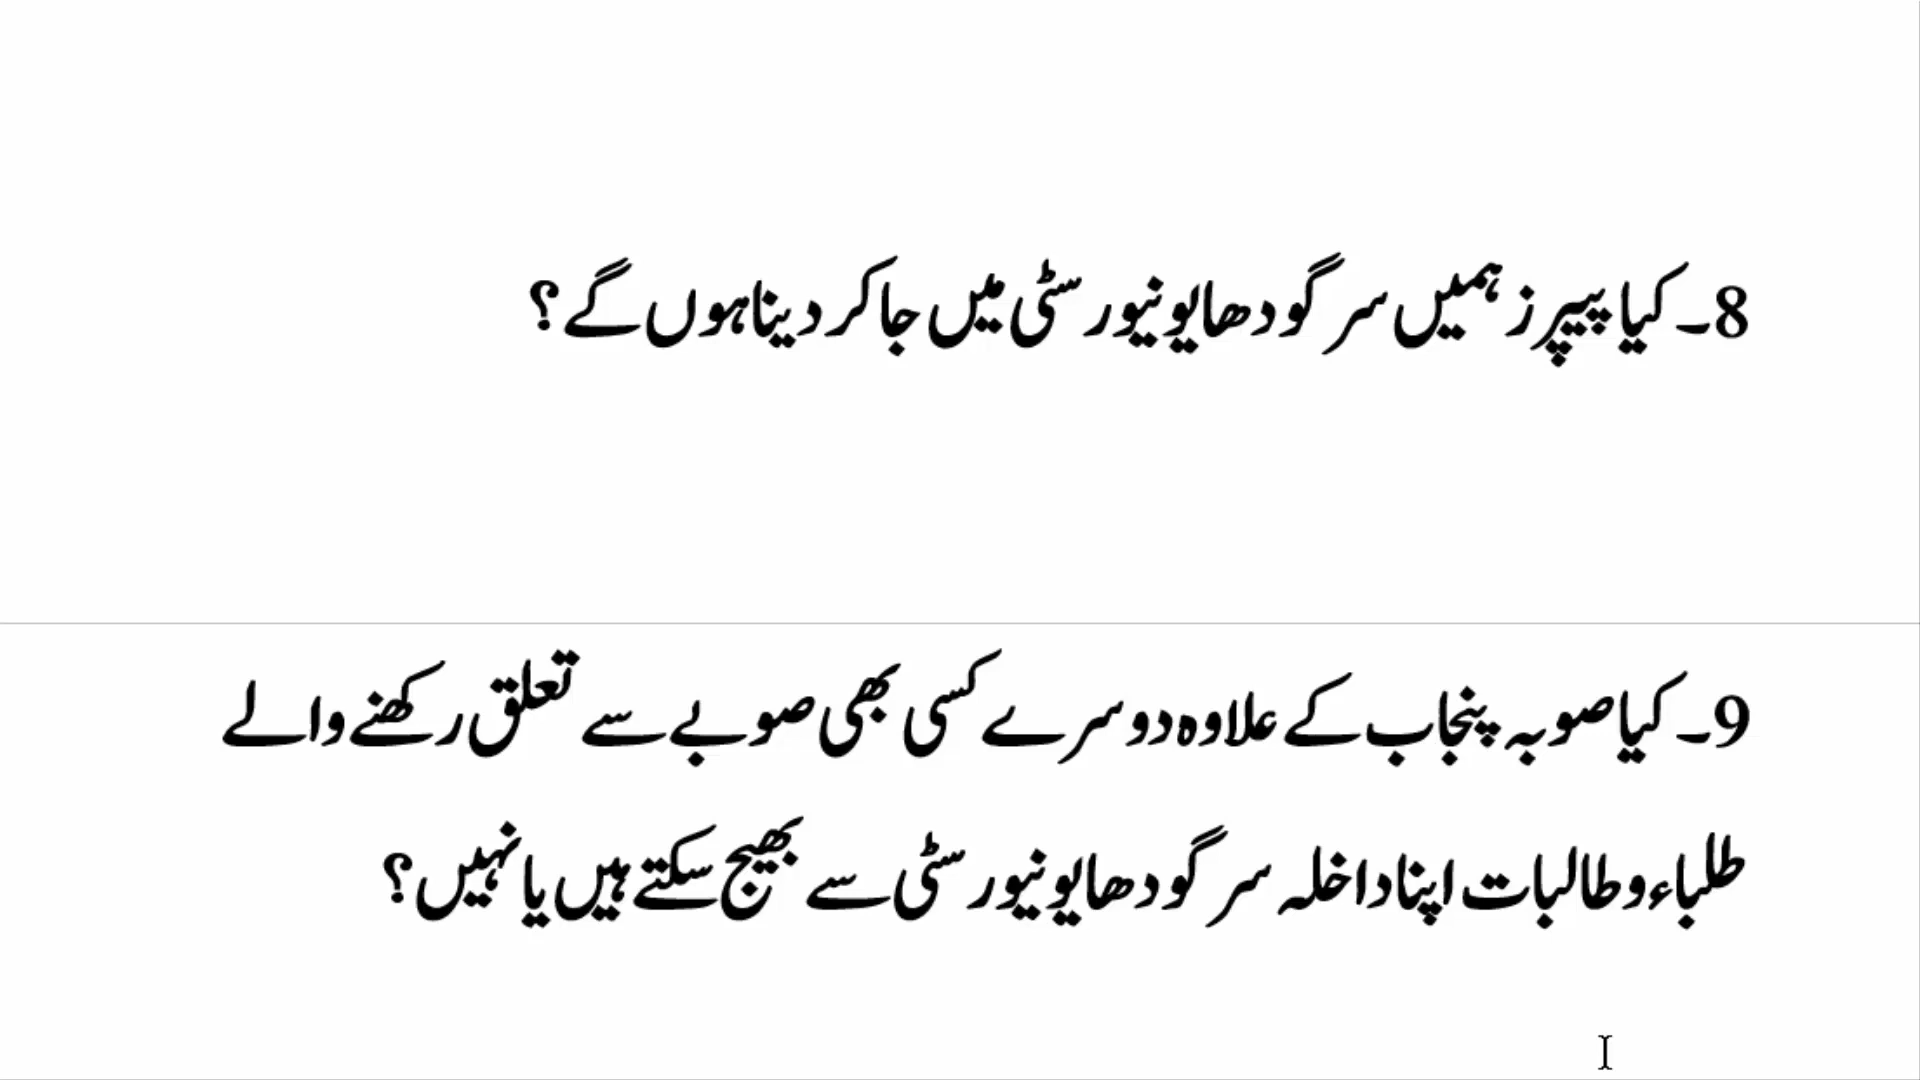 8۔ کیا پیپرز ہمیں سرگودھا یونیورسٹی میں جا کر دینا ہوں گے؟
9۔ کیا صوبہ پنجاب کے علاوہ دوسرے کسی بھی صوبے سے تعلق رکھنے والے
طلباء و طالبات اپنا داخلہ سرگودھا یونیورسٹی سے بھیج سکتے ہیں یا نہیں؟